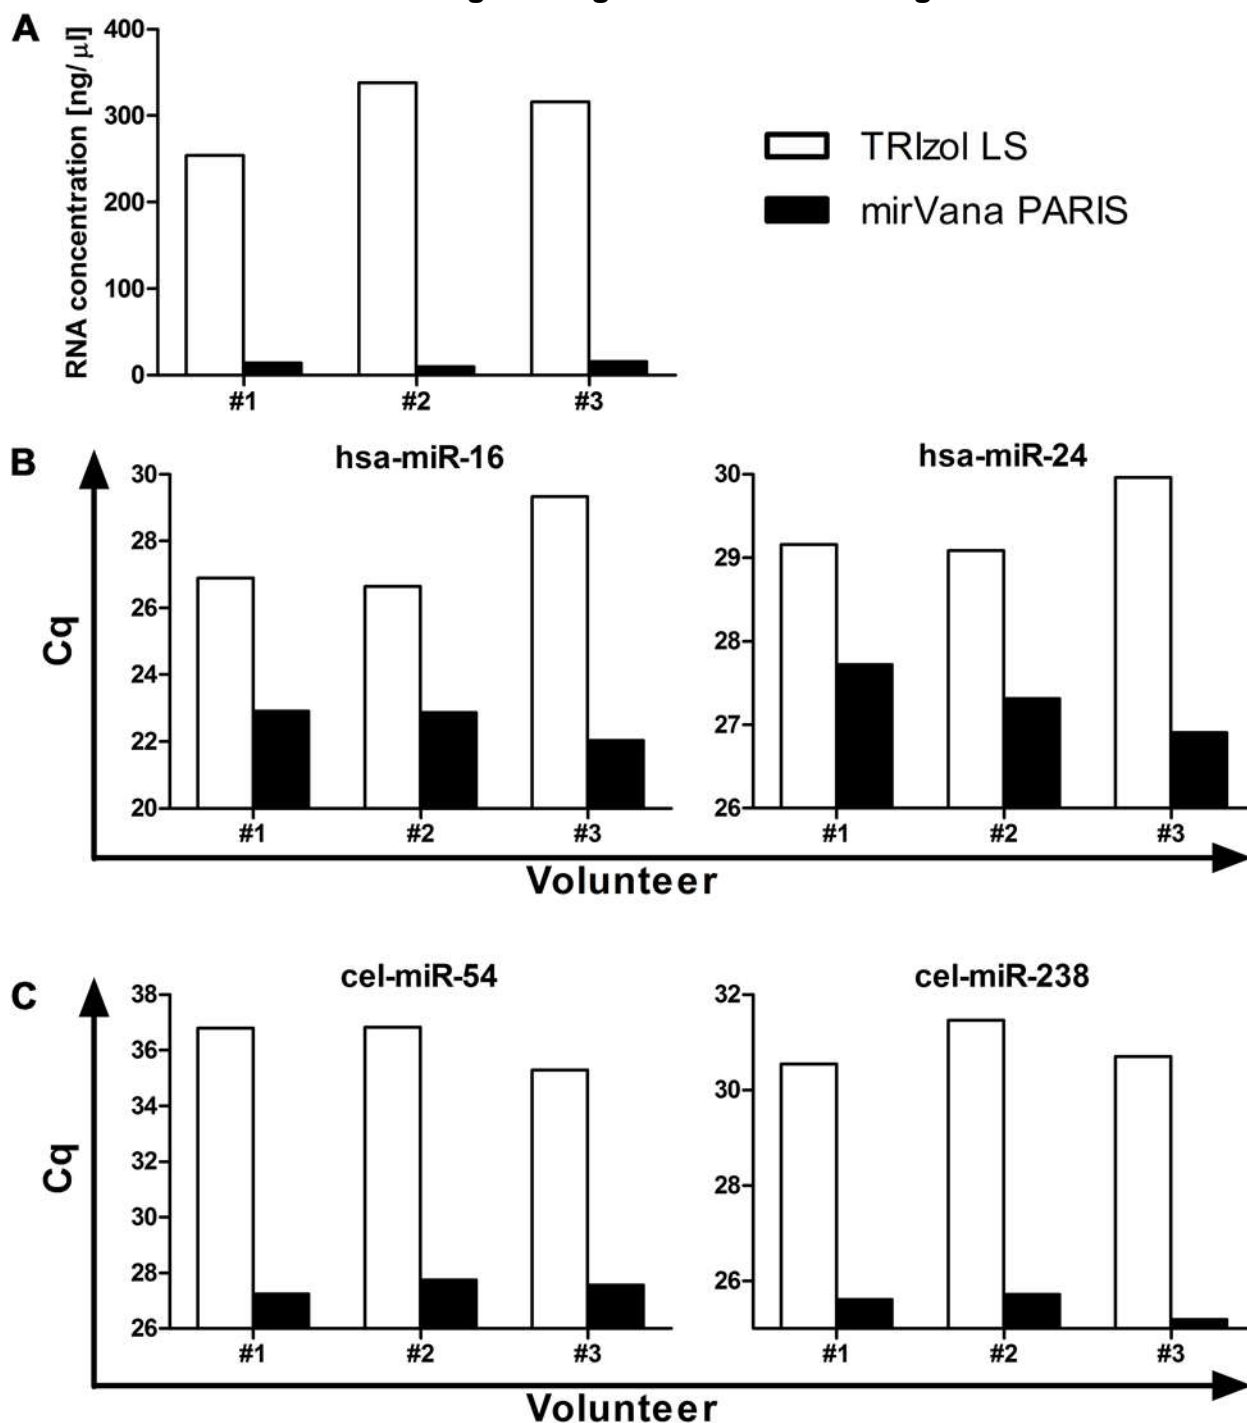 A
RNA concentration [ng/ μl]
400
300
200
100
0
#1 #2 #3
TRIzol LS
mirVana PARIS
B
hsa-miR-16
Cq
30
28
26
24
22
20
#1 #2 #3
hsa-miR-24
30
29
28
27
26
#1 #2 #3
Volunteer
C
cel-miR-54
Cq
38
36
34
32
30
28
26
#1 #2 #3
cel-miR-238
32
30
28
26
#1 #2 #3
Volunteer